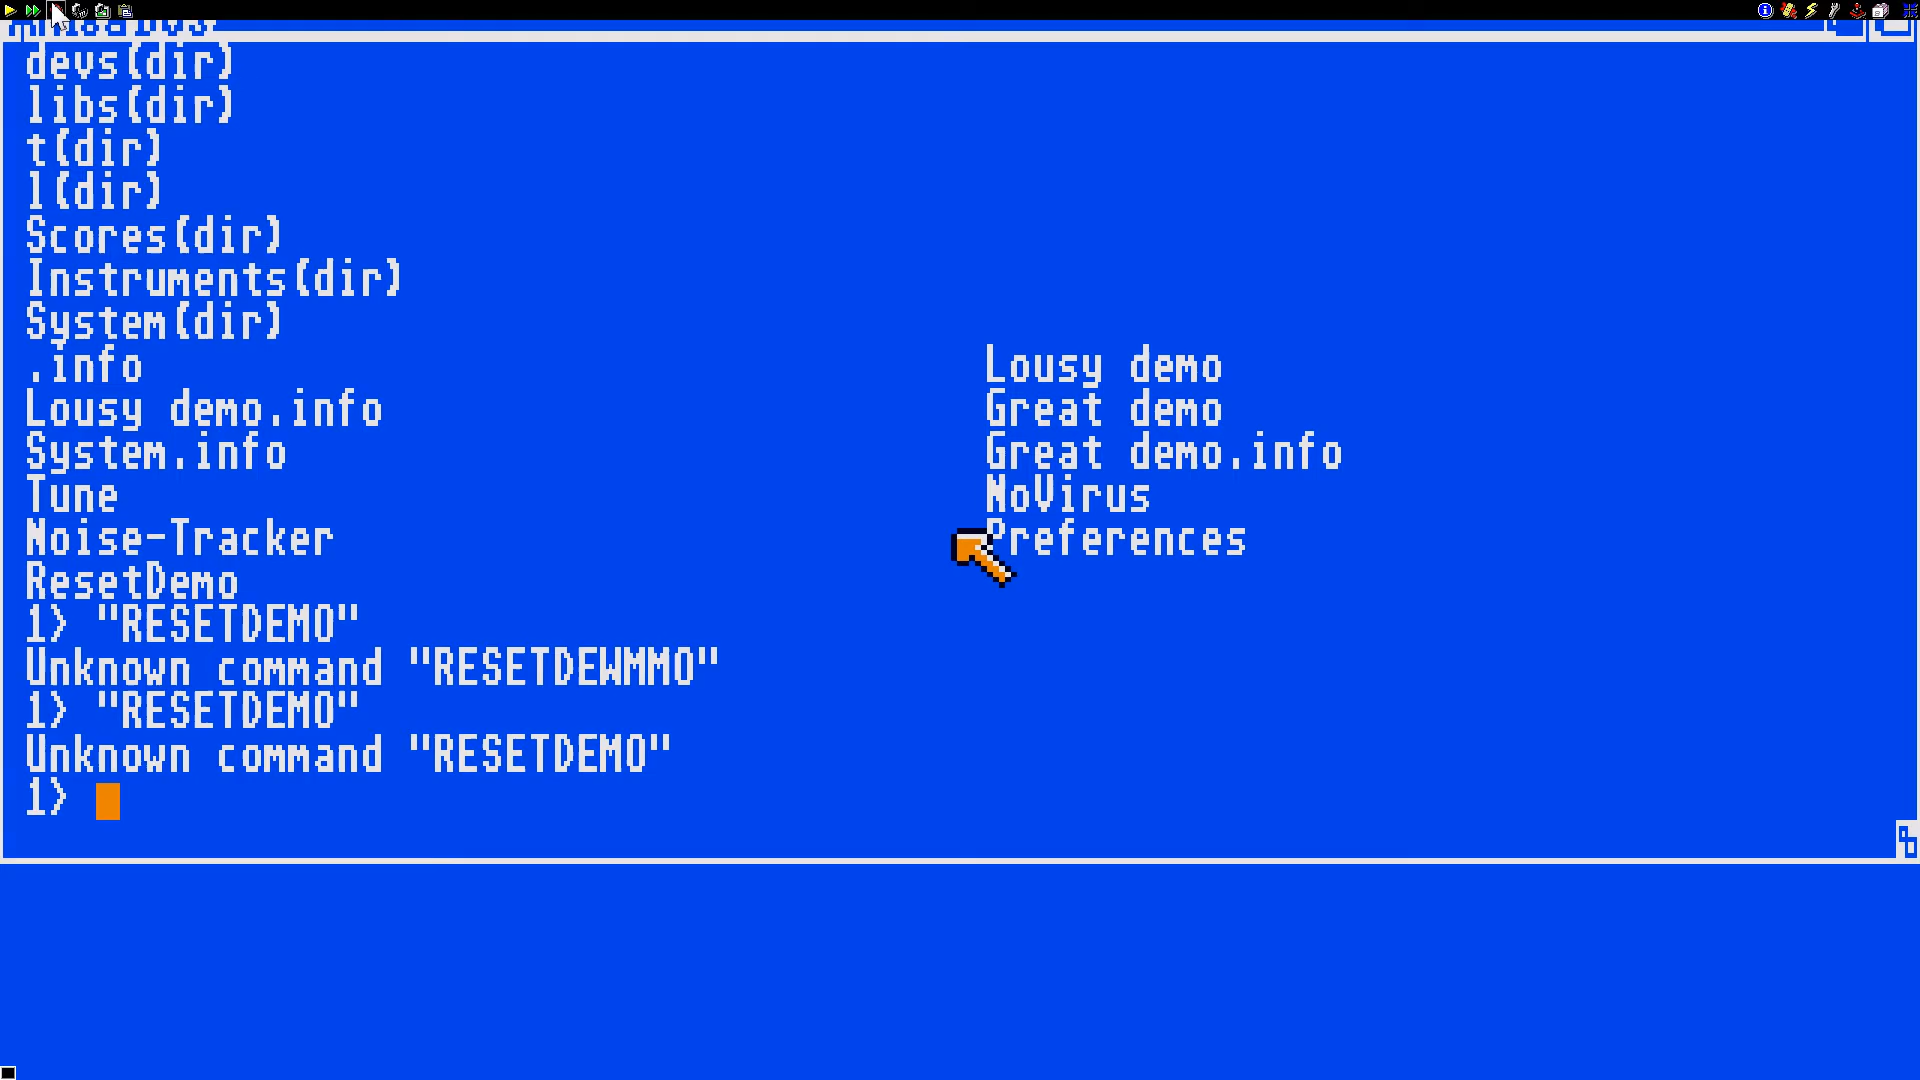 devs(dir)
libs(dir)
t(dir)
l(dir)
Scores(dir)
Instruments(dir)
System(dir)
.info Lousy demo
Lousy demo.info Great demo
System.info Great demo.info
Tune NoVirus
Noise-Tracker Preferences
ResetDemo
1> "RESETDEMO"
Unknown command "RESETDEWMMO"
1> "RESETDEMO"
Unknown command "RESETDEMO"
1>